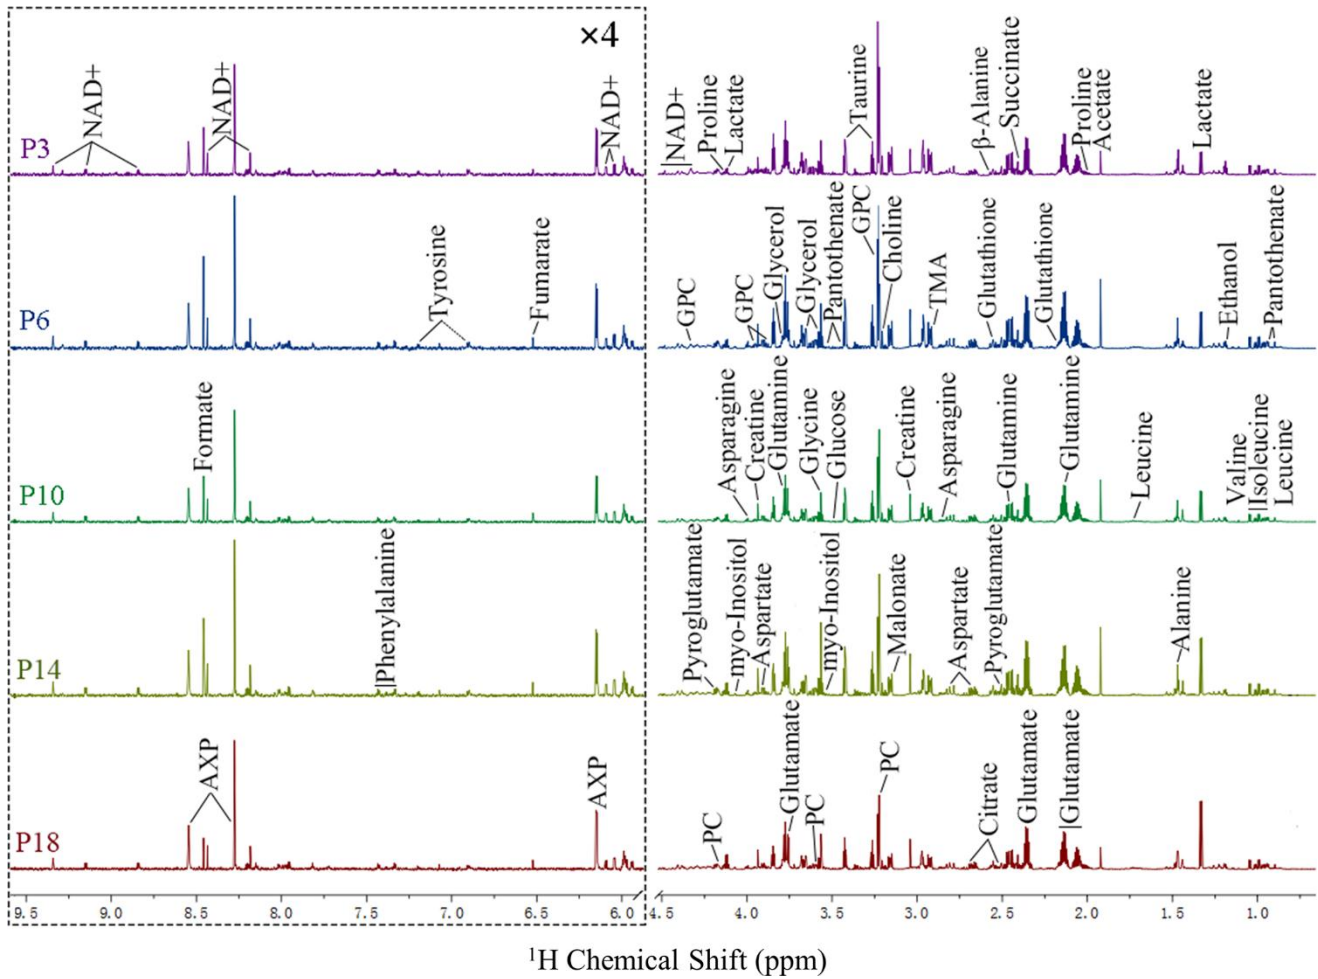 ×4
NAD+
NAD+
NAD+
|NAD+
Proline
Lactate
Taurine
β-Alanine
Succinate
Proline
Acetate
Lactate
P3
Tyrosine
Fumarate
GPC
GPC
Glycerol
Glycerol
Pantothenate
GPC
Choline
TMA
Glutathione
Glutathione
Ethanol
Pantothenate
P6
Formate
Asparagine
Creatine
Glutamine
Glycine
Glucose
Creatine
Asparagine
Glutamine
Glutamine
Leucine
Valine
|Isoleucine
Leucine
P10
|Phenylalanine|
Pyroglutamate
myo-Inositol
Aspartate
myo-Inositol
Malonate
Aspartate
Pyroglutamate
Alanine
P14
AXP
AXP
PC
Glutamate
PC
PC
Citrate
Glutamate
|Glutamate|
P18
9.5 9.0 8.5 8.0 7.5 7.0 6.5 6.0 4.5 4.0 3.5 3.0 2.5 2.0 1.5 1.0
¹H Chemical Shift (ppm)